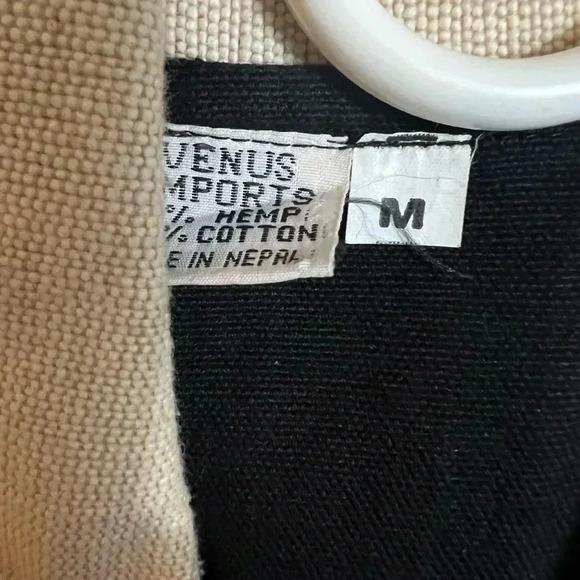 VENUS
MPORTS
% HEMP
% COTTON
E IN NEPAL
M